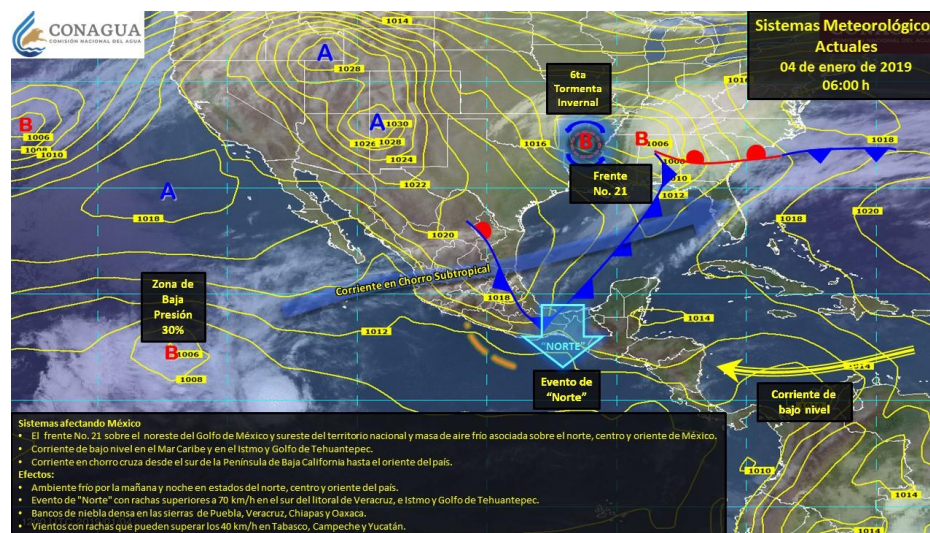 CONAGUA
COMISIÓN NACIONAL DEL AGUA
Sistemas Meteorológico
Actuales
04 de enero de 2019
06:00 h
1014
A
1028
6ta
Tormenta
Invernal
B
1006
1008
1010
A
1030
1026
1028
1024
1016
B
B
1006
1008
1010
1012
1018
Frente
No. 21
A
1018
1022
1020
1018
1020
Corriente en Chorro Subtropical
1018
Zona de
Baja
Presión
30%
B
1006
1008
1012
1014
"NORTE"
1014
Evento de
"Norte"
Corriente de
bajo nivel
1010
1014
1014
Sistemas afectando México
• El frente No. 21 sobre el noreste del Golfo de México y sureste del territorio nacional y masa de aire frío asociada sobre el norte, centro y oriente de México.
• Corriente de bajo nivel en el Mar Caribe y en el Istmo y Golfo de Tehuantepec.
• Corriente en chorro cruza desde el sur de la Península de Baja California hasta el oriente del país.
Efectos:
• Ambiente frío por la mañana y noche en estados del norte, centro y oriente del país.
• Evento de "Norte" con rachas superiores a 70 km/h en el sur del litoral de Veracruz, e Istmo y Golfo de Tehuantepec.
• Bancos de niebla densa en las sierras de Puebla, Veracruz, Chiapas y Oaxaca.
• Vientos con rachas que pueden superar los 40 km/h en Tabasco, Campeche y Yucatán.